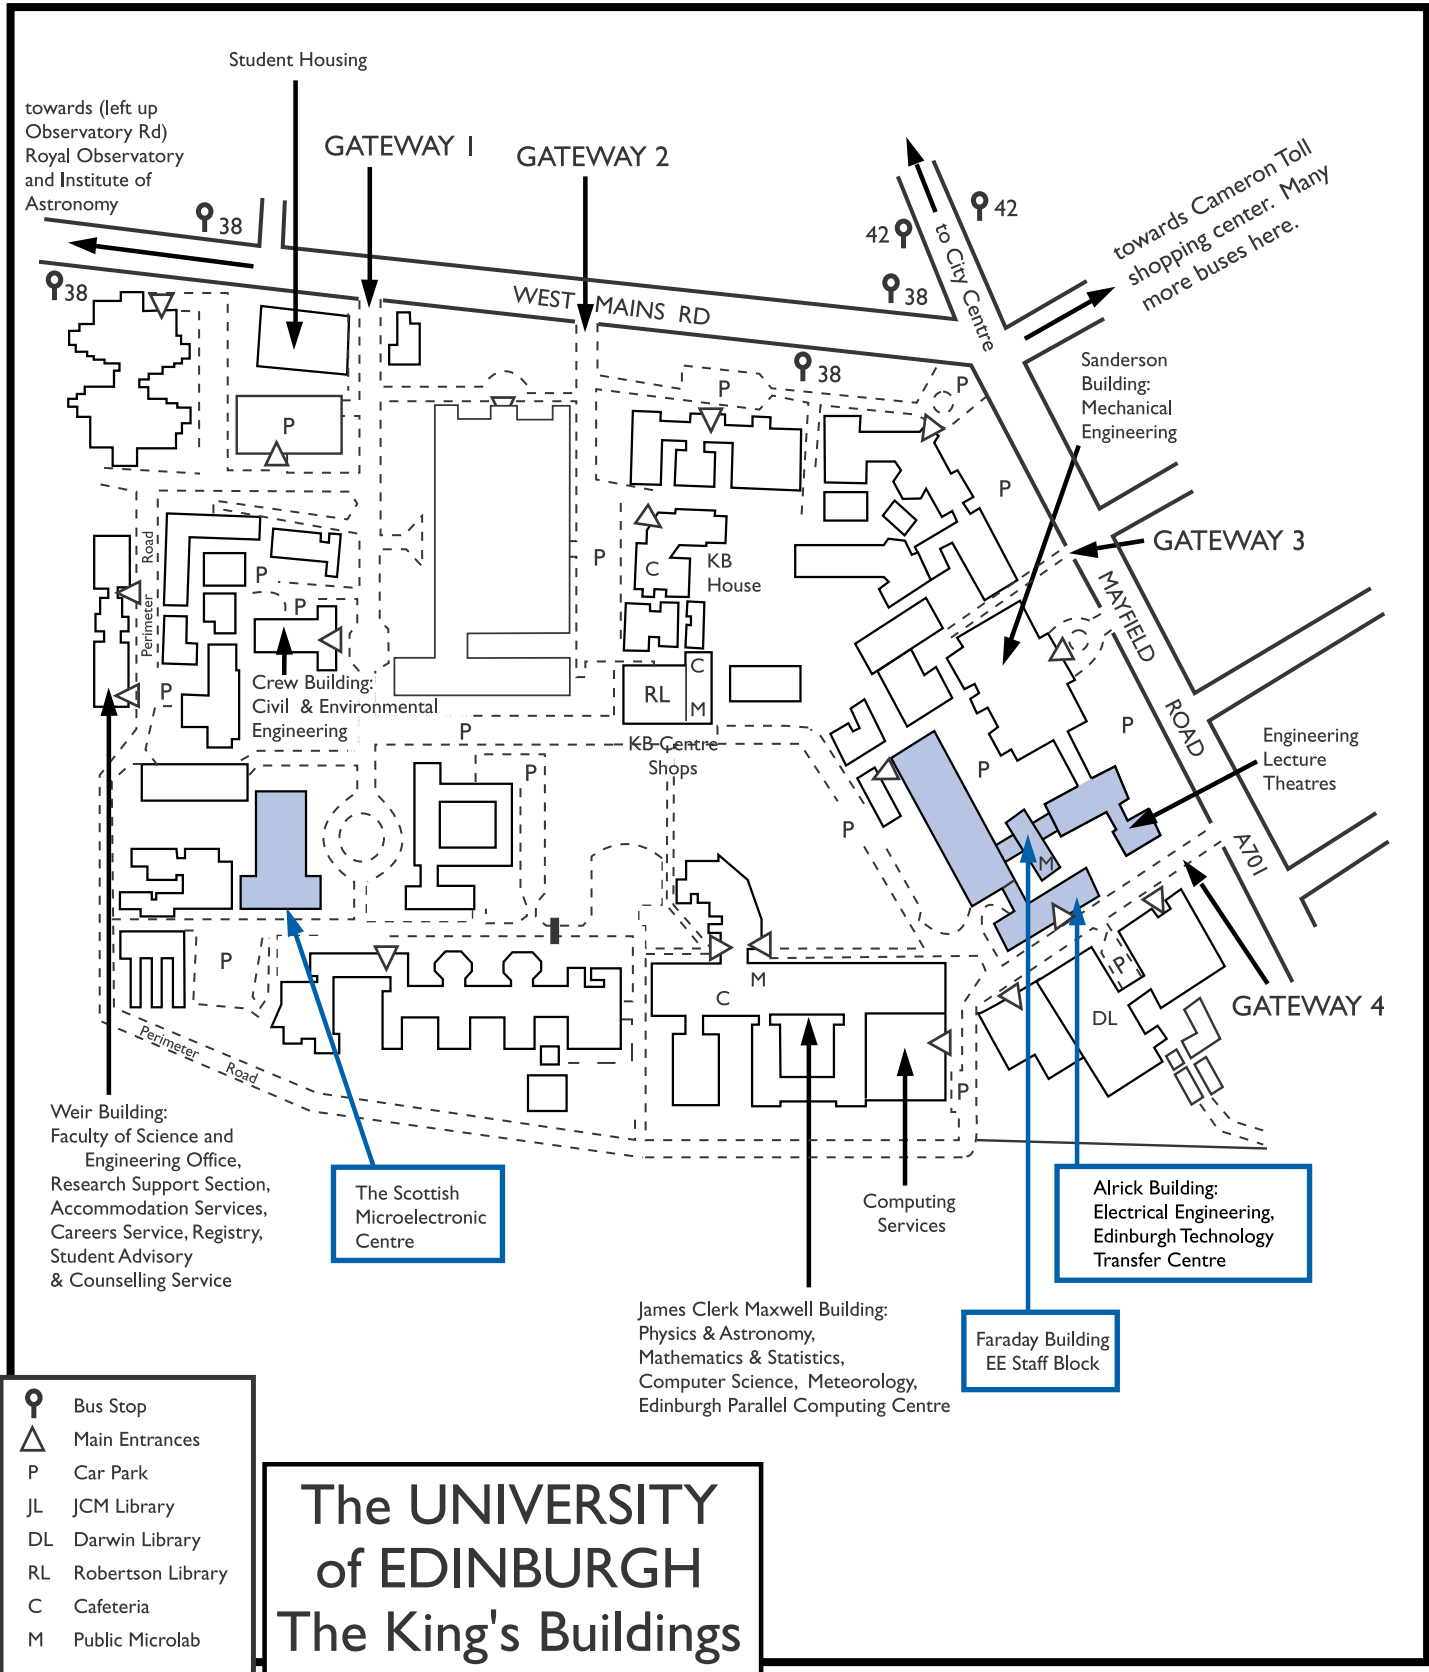 Student Housing
towards (left up
Observatory Rd)
Royal Observatory
and Institute of
Astronomy
GATEWAY 1
GATEWAY 2
38
38
42
42
38
38
to City Centre
towards Cameron Toll
shopping center. Many
more buses here.
WEST MAINS RD
Sanderson
Building:
Mechanical
Engineering
P
P
P
P
GATEWAY 3
MAYFIELD
ROAD
A701
Perimeter Road
P
P
P
P
C
KB
House
Crew Building:
Civil & Environmental
Engineering
RL
C
M
KB Centre
Shops
P
P
P
P
P
Engineering
Lecture
Theatres
M
P
P
C
M
P
DL
P
GATEWAY 4
Perimeter Road
Weir Building:
Faculty of Science and
Engineering Office,
Research Support Section,
Accommodation Services,
Careers Service, Registry,
Student Advisory
& Counselling Service
The Scottish
Microelectronic
Centre
Computing
Services
Alrick Building:
Electrical Engineering,
Edinburgh Technology
Transfer Centre
James Clerk Maxwell Building:
Physics & Astronomy,
Mathematics & Statistics,
Computer Science, Meteorology,
Edinburgh Parallel Computing Centre
Faraday Building
EE Staff Block
Bus Stop
Main Entrances
P Car Park
JL JCM Library
DL Darwin Library
RL Robertson Library
C Cafeteria
M Public Microlab
The UNIVERSITY
of EDINBURGH
The King's Buildings